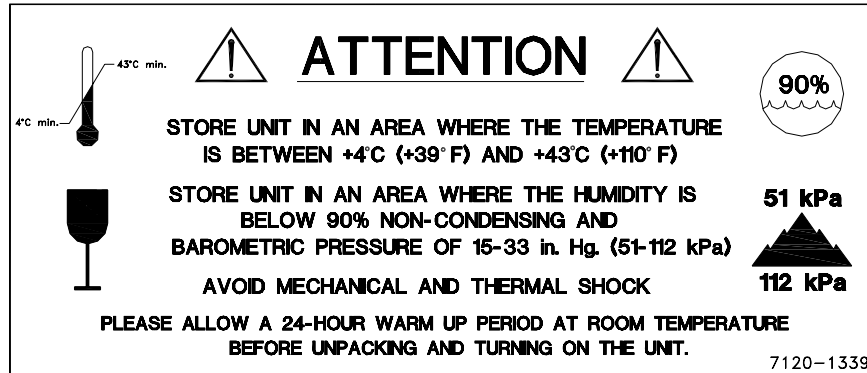 ATTENTION
43°C min.
4°C min.
90%
STORE UNIT IN AN AREA WHERE THE TEMPERATURE
IS BETWEEN +4°C (+39° F) AND +43°C (+110° F)
STORE UNIT IN AN AREA WHERE THE HUMIDITY IS
BELOW 90% NON-CONDENSING AND
BAROMETRIC PRESSURE OF 15-33 in. Hg. (51-112 kPa)
51 kPa
112 kPa
AVOID MECHANICAL AND THERMAL SHOCK
PLEASE ALLOW A 24-HOUR WARM UP PERIOD AT ROOM TEMPERATURE
BEFORE UNPACKING AND TURNING ON THE UNIT.
7120-1339